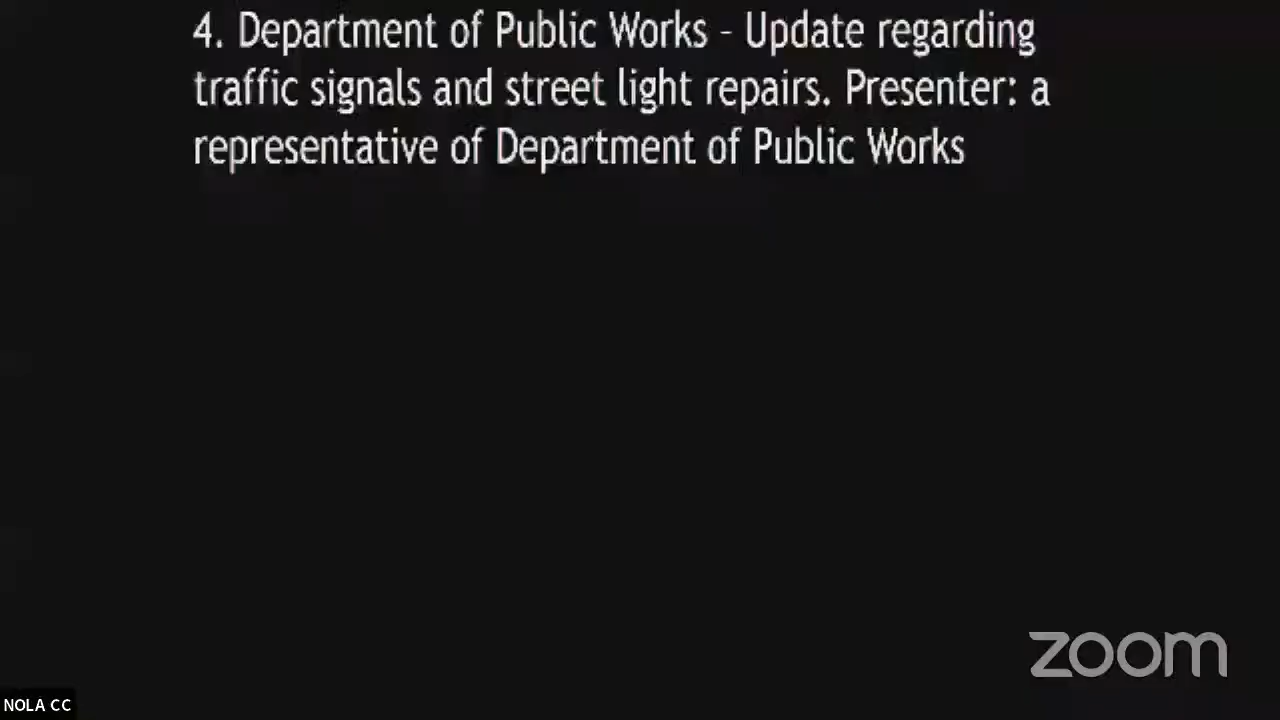 4. Department of Public Works - Update regarding
traffic signals and street light repairs. Presenter: a
representative of Department of Public Works
zoom
NOLA CC